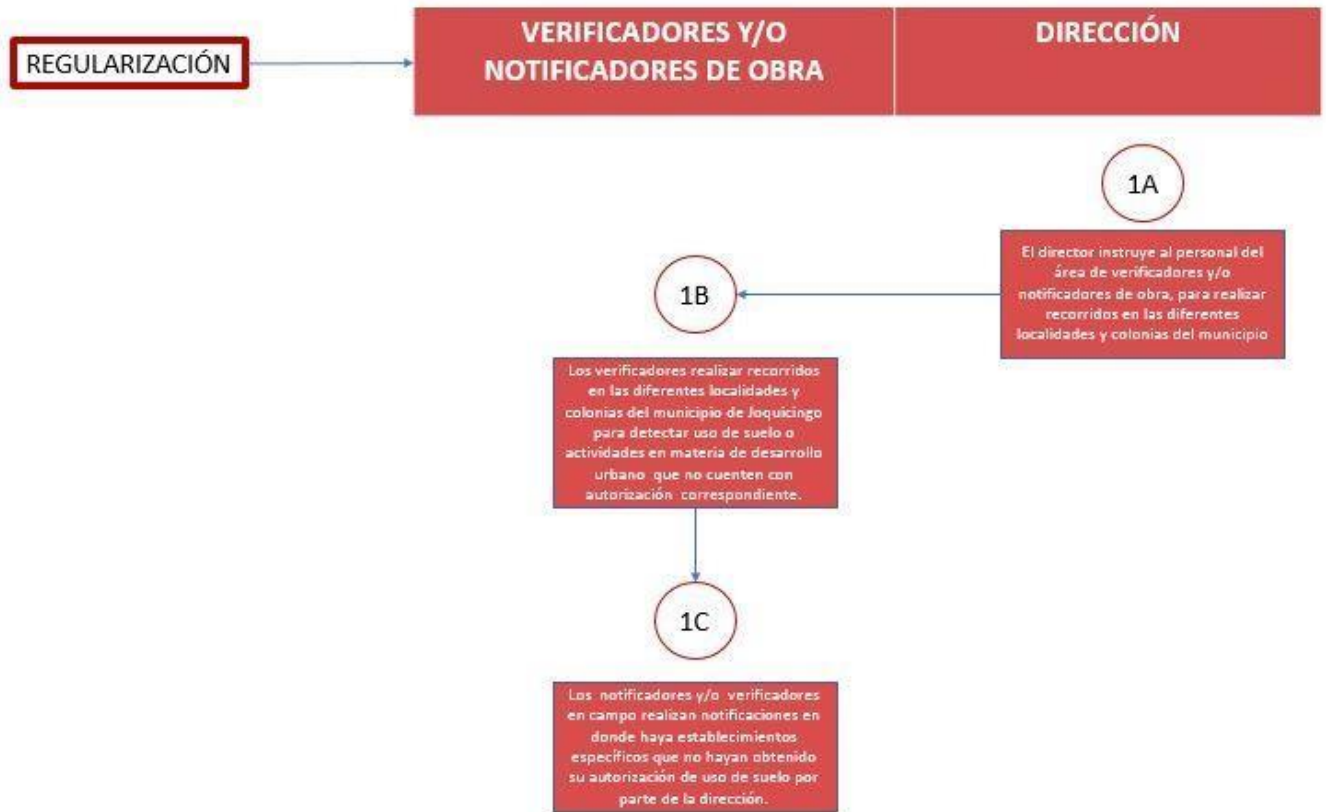 REGULARIZACIÓN
VERIFICADORES Y/O
NOTIFICADORES DE OBRA
DIRECCIÓN
1A
El director instruye al personal del
área de verificadores y/o
notificadores de obra, para realizar
recorridos en las diferentes
localidades y colonias del municipio
1B
Los verificadores realizar recorridos
en las diferentes localidades y
colonias del municipio de Joquicingo
para detectar uso de suelo o
actividades en materia de desarrollo
urbano que no cuenten con
autorización correspondiente.
1C
Los notificadores y/o verificadores
en campo realizan notificaciones en
donde haya establecimientos
específicos que no hayan obtenido
su autorización de uso de suelo por
parte de la dirección.